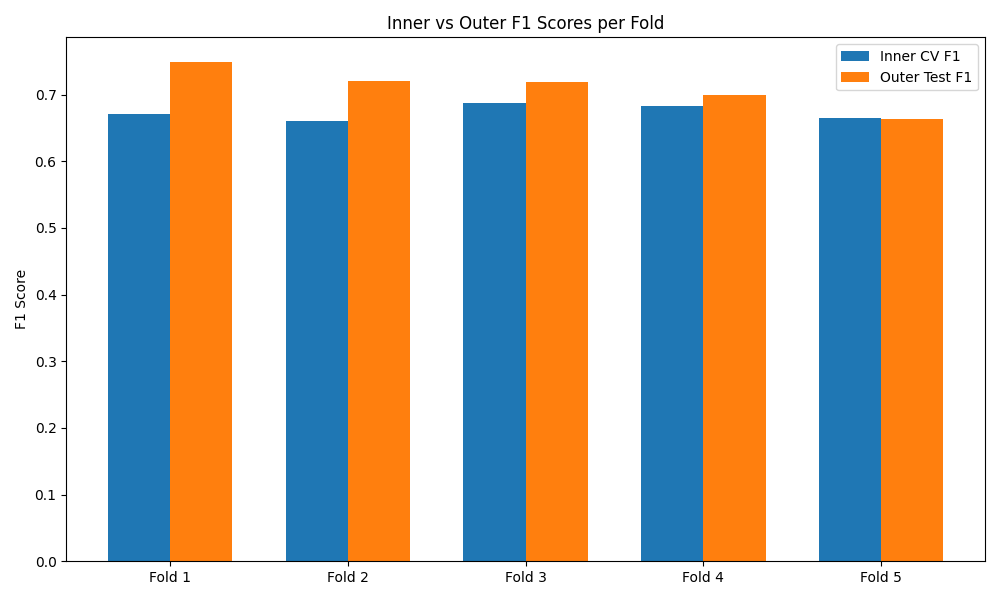 Inner vs Outer F1 Scores per Fold
Inner CV F1
Outer Test F1
F1 Score
0.7
0.6
0.5
0.4
0.3
0.2
0.1
0.0
Fold 1 Fold 2 Fold 3 Fold 4 Fold 5